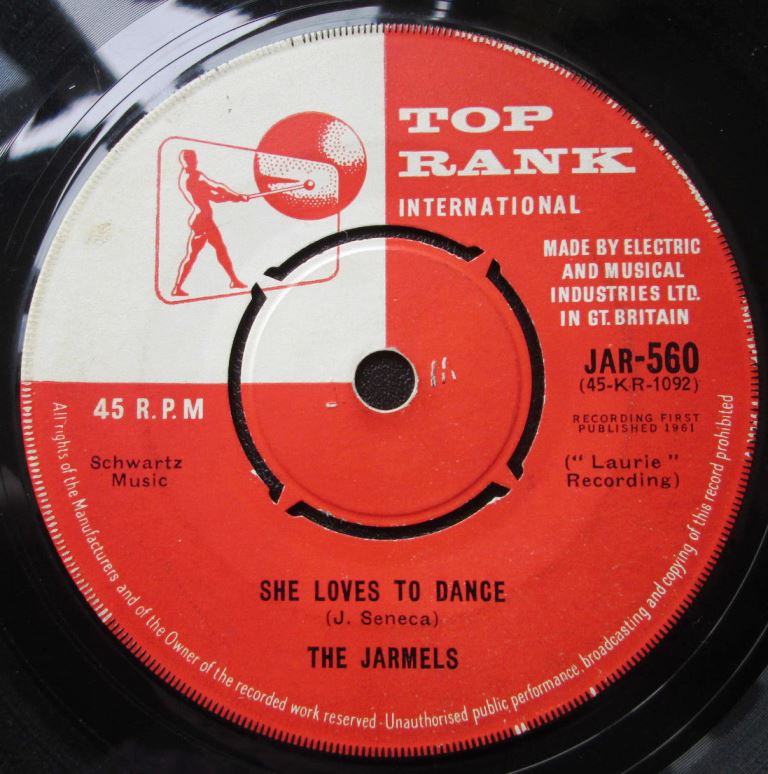 TOP
RANK
INTERNATIONAL
MADE BY ELECTRIC
AND MUSICAL
INDUSTRIES LTD.
IN GT. BRITAIN
JAR-560
(45-KR-1092)
45 R.P.M
RECORDING FIRST
PUBLISHED 1961
Schwartz
Music
(" Laurie "
Recording)
SHE LOVES TO DANCE
(J. Seneca)
THE JARMELS
All rights of the Manufacturers and of the Owner of the recorded work reserved · Unauthorised public performance, broadcasting and copying of this record prohibited